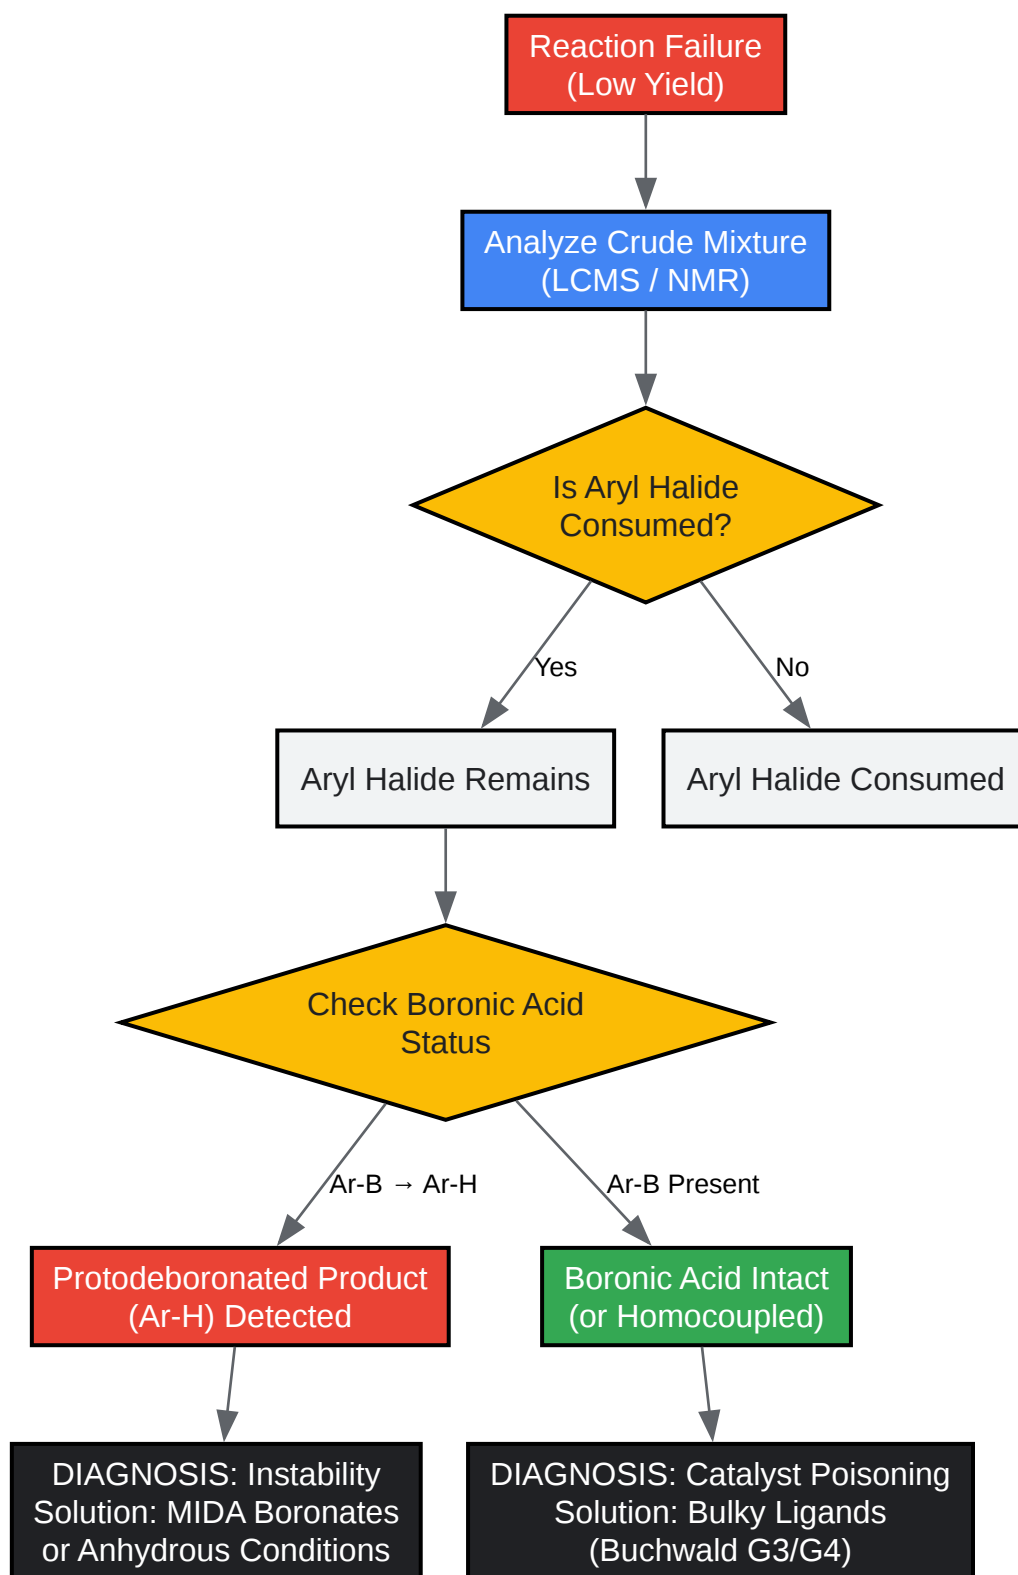 Reaction Failure
(Low Yield)
Analyze Crude Mixture
(LCMS / NMR)
Is Aryl Halide
Consumed?
Yes
No
Aryl Halide Remains
Aryl Halide Consumed
Check Boronic Acid
Status
Ar-B → Ar-H
Ar-B Present
Protodeboronated Product
(Ar-H) Detected
Boronic Acid Intact
(or Homocoupled)
DIAGNOSIS: Instability
Solution: MIDA Boronates
or Anhydrous Conditions
DIAGNOSIS: Catalyst Poisoning
Solution: Bulky Ligands
(Buchwald G3/G4)